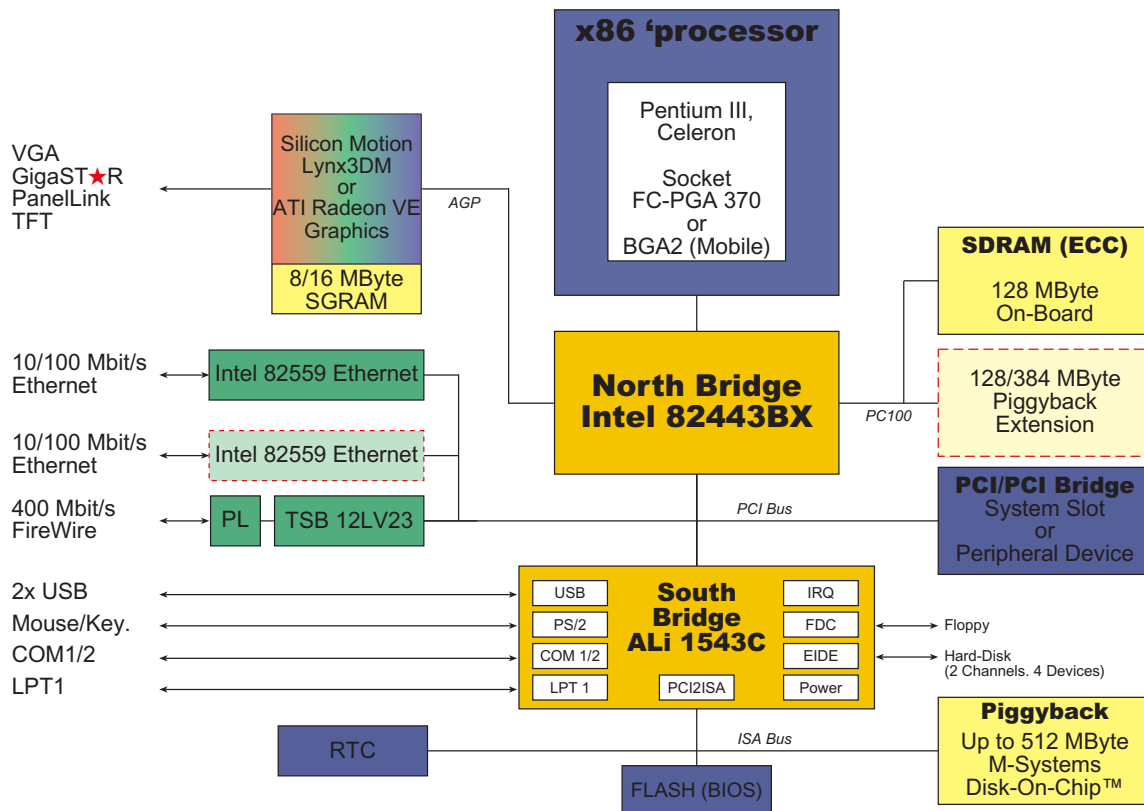 x86 ‘processor
Pentium III,
Celeron
Socket
FC-PGA 370
or
BGA2 (Mobile)
VGA
GigaST★R
PanelLink
TFT
Silicon Motion
Lynx3DM
or
ATI Radeon VE
Graphics
8/16 MByte
SGRAM
AGP
SDRAM (ECC)
128 MByte
On-Board
10/100 Mbit/s
Ethernet
Intel 82559 Ethernet
North Bridge
Intel 82443BX
PC100
128/384 MByte
Piggyback
Extension
10/100 Mbit/s
Ethernet
Intel 82559 Ethernet
400 Mbit/s
FireWire
PL
TSB 12LV23
PCI Bus
PCI/PCI Bridge
System Slot
or
Peripheral Device
2x USB
Mouse/Key.
COM1/2
LPT1
USB
PS/2
COM 1/2
LPT 1
South
Bridge
ALi 1543C
PCI2ISA
IRQ
FDC
EIDE
Power
Floppy
Hard-Disk
(2 Channels. 4 Devices)
RTC
ISA Bus
FLASH (BIOS)
Piggyback
Up to 512 MByte
M-Systems
Disk-On-Chip™